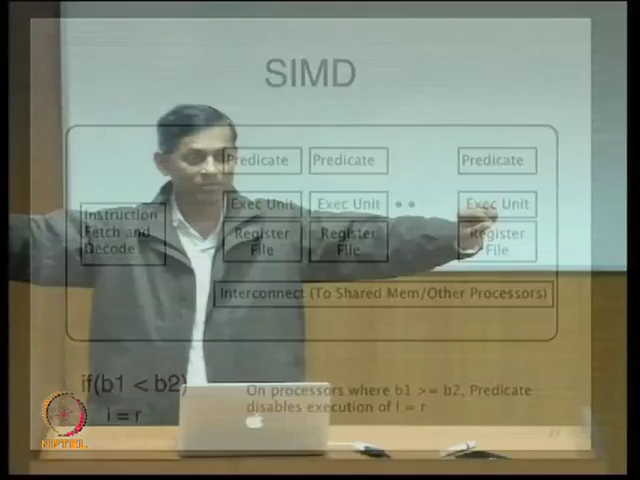 SIMD
Predicate Predicate Predicate
Exec Unit Exec Unit Exec Unit
Instruction
Fetch and
Decode
Register
File
Register
File
Register
File
Interconnect (To Shared Mem/Other Processors)
if(b1 < b2)
i = r
On processors where b1 >= b2, Predicate
disables execution of i = r
NPTEL